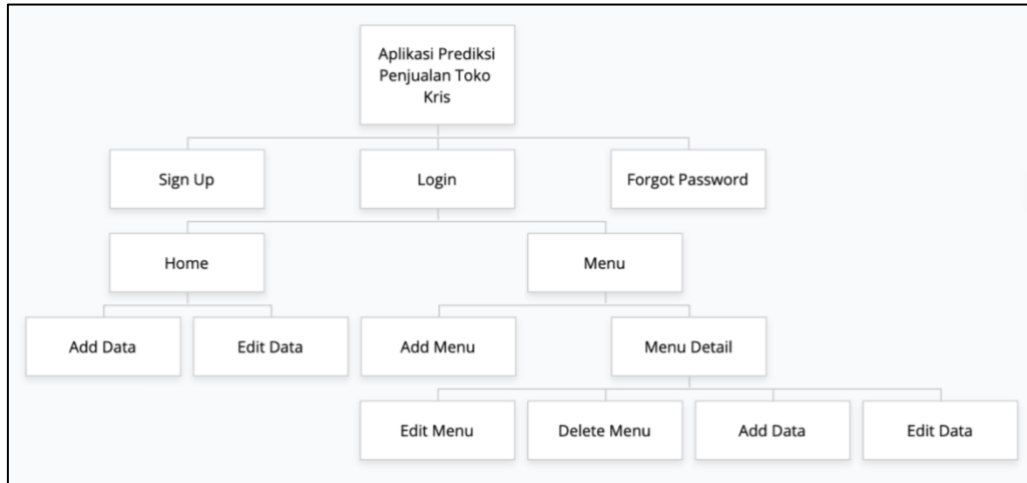 Aplikasi Prediksi
Penjualan Toko
Kris
Sign Up
Login
Forgot Password
Home
Menu
Add Data
Edit Data
Add Menu
Menu Detail
Edit Menu
Delete Menu
Add Data
Edit Data